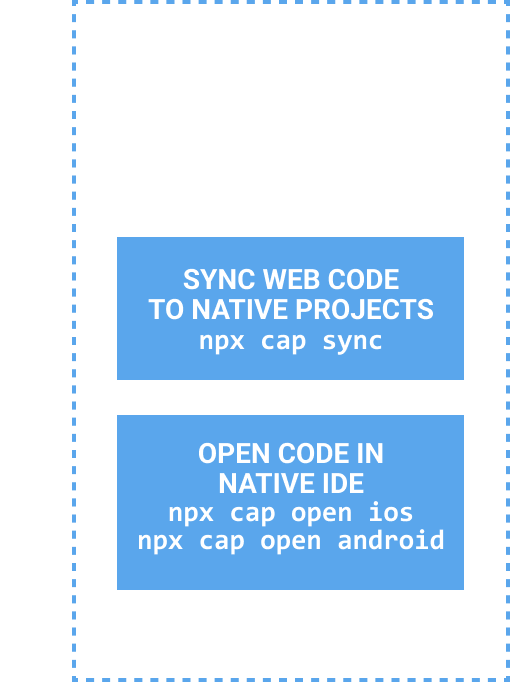 SYNC WEB CODE
TO NATIVE PROJECTS
npx cap sync
OPEN CODE IN
NATIVE IDE
npx cap open ios
npx cap open android